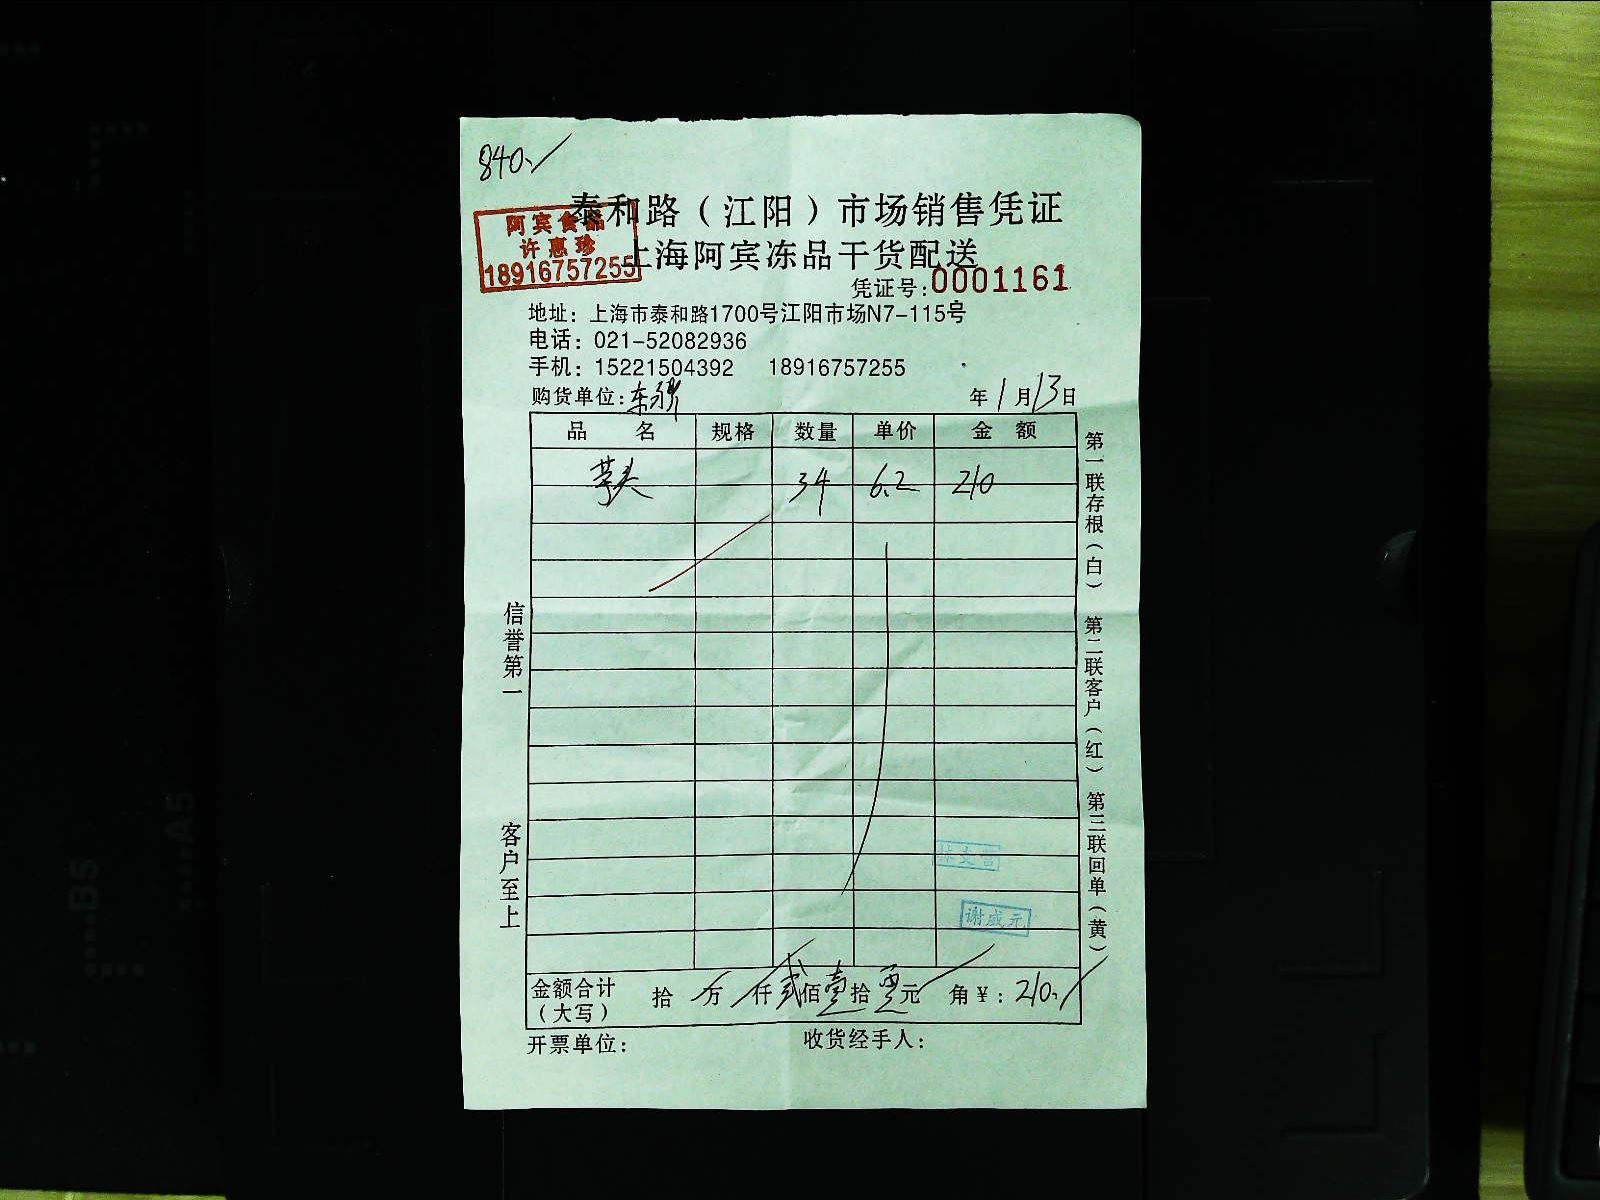 840.
泰和路（江阳）市场销售凭证
阿宾食品
许惠珍
18916757255
上海阿宾冻品干货配送
凭证号:0001161
地址：上海市泰和路1700号江阳市场N7-115号
电话：021-52082936
手机：15221504392 18916757255
购货单位: 年1月13日
品 名 规格 数量 单价 金 额
芋头 34 6.2 210
信誉第一
客户至上
第一联存根（白） 第二联客户（红） 第三联回单（黄）
谢成元
金额合计 拾 万 仟 贰佰壹拾零元 角¥：210.
（大写）
开票单位： 收货经手人：
B5
A5